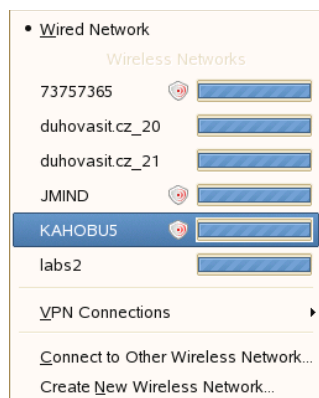 Wired Network
Wireless Networks
73757365
duhovasit.cz_20
duhovasit.cz_21
JMIND
KAHOBU5
labs2
VPN Connections
Connect to Other Wireless Network...
Create New Wireless Network...